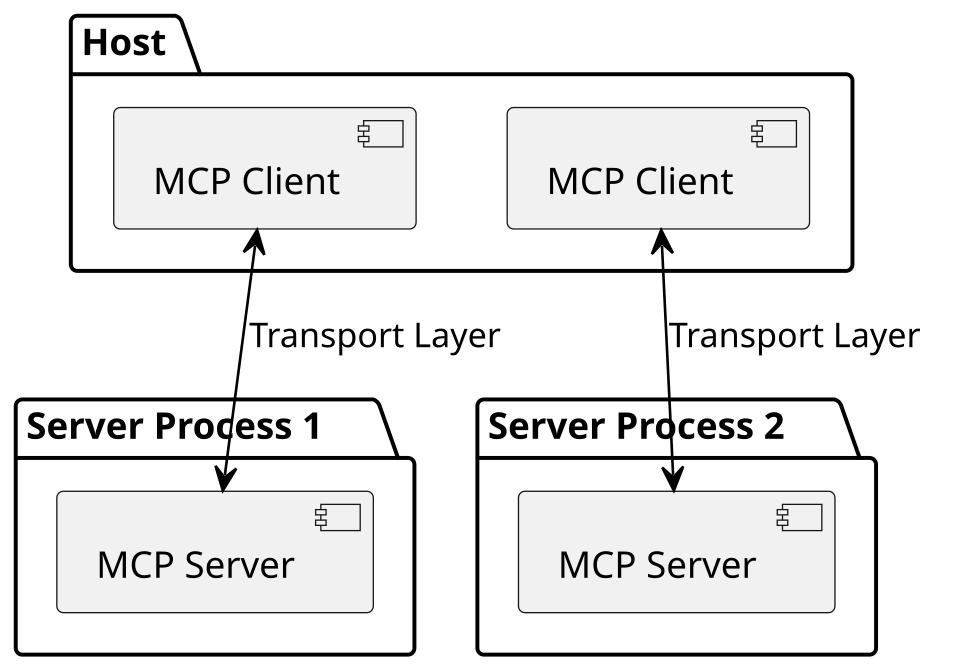 Host
MCP Client
MCP Client
Transport Layer
Transport Layer
Server Process 1
Server Process 2
MCP Server
MCP Server